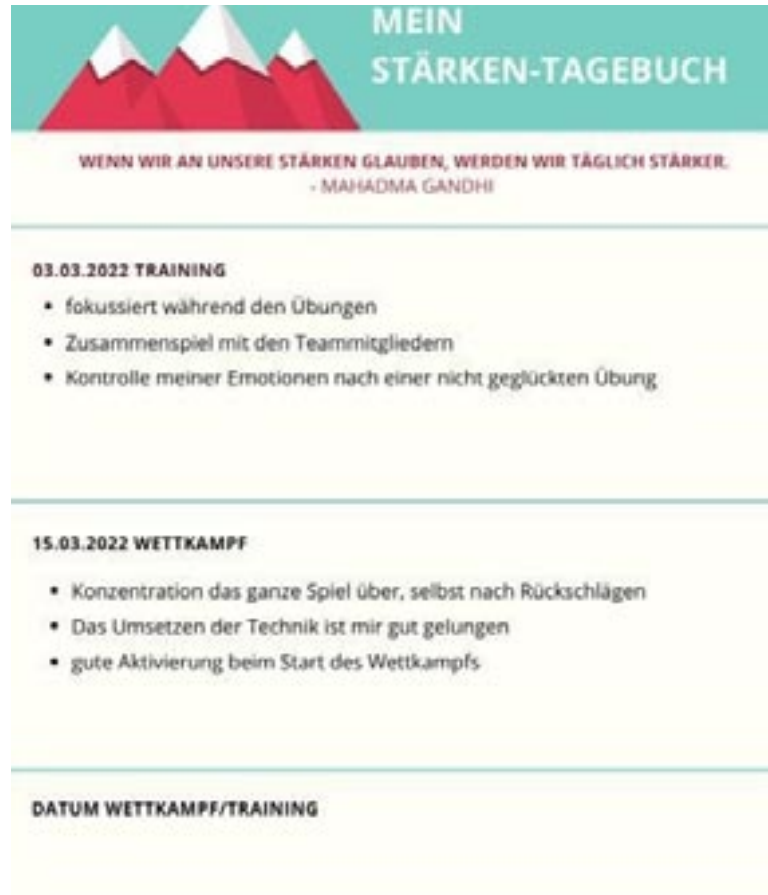 MEIN
STÄRKEN-TAGEBUCH
WENN WIR AN UNSERE STÄRKEN GLAUBEN, WERDEN WIR TÄGLICH STÄRKER.
- MAHADMA GANDHI
03.03.2022 TRAINING
• fokussiert während den Übungen
• Zusammenspiel mit den Teammitgliedern
• Kontrolle meiner Emotionen nach einer nicht geglückten Übung
15.03.2022 WETTKAMPF
• Konzentration das ganze Spiel über, selbst nach Rückschlägen
• Das Umsetzen der Technik ist mir gut gelungen
• gute Aktivierung beim Start des Wettkampfs
DATUM WETTKAMPF/TRAINING